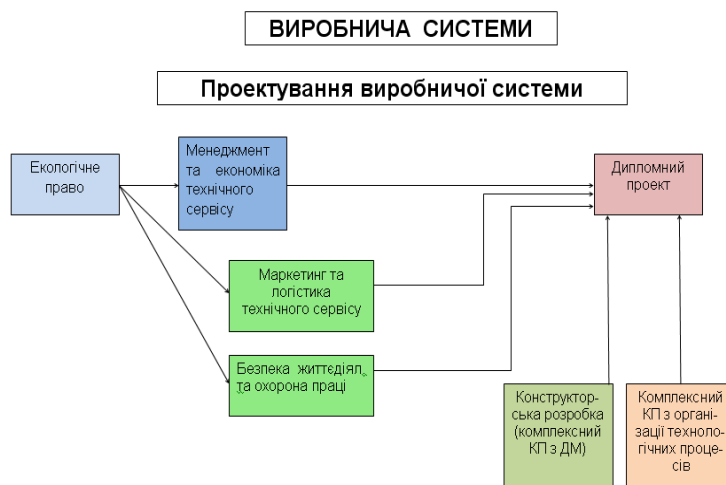 ВИРОБНИЧА СИСТЕМИ
Проектування виробничої системи
Екологічне
право
Менеджмент
та економіка
технічного
сервісу
Дипломний
проект
Маркетинг та
логістика
технічного сервісу
Безпека життєдіял.
та охорона праці
Конструктор-
ська розробка
(комплексний
КП з ДМ)
Комплексний
КП з органі-
зації техноло-
гічних проце-
сів